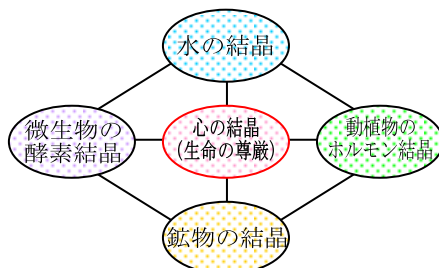 水の結晶
微生物の
酵素結晶
心の結晶
(生命の尊厳)
動植物の
ホルモン結晶
鉱物の結晶